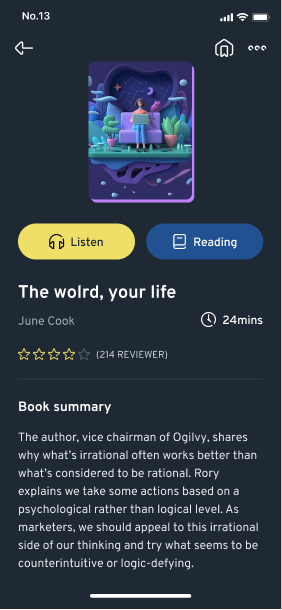 No.13
Listen
Reading
The wolrd, your life
June Cook
24mins
(214 REVIEWER)
Book summary
The author, vice chairman of Ogilvy, shares
why what's irrational often works better than
what's considered to be rational. Rory
explains we take some actions based on a
psychological rather than logical level. As
marketers, we should appeal to this irrational
side of our thinking and try what seems to be
counterintuitive or logic-defying.